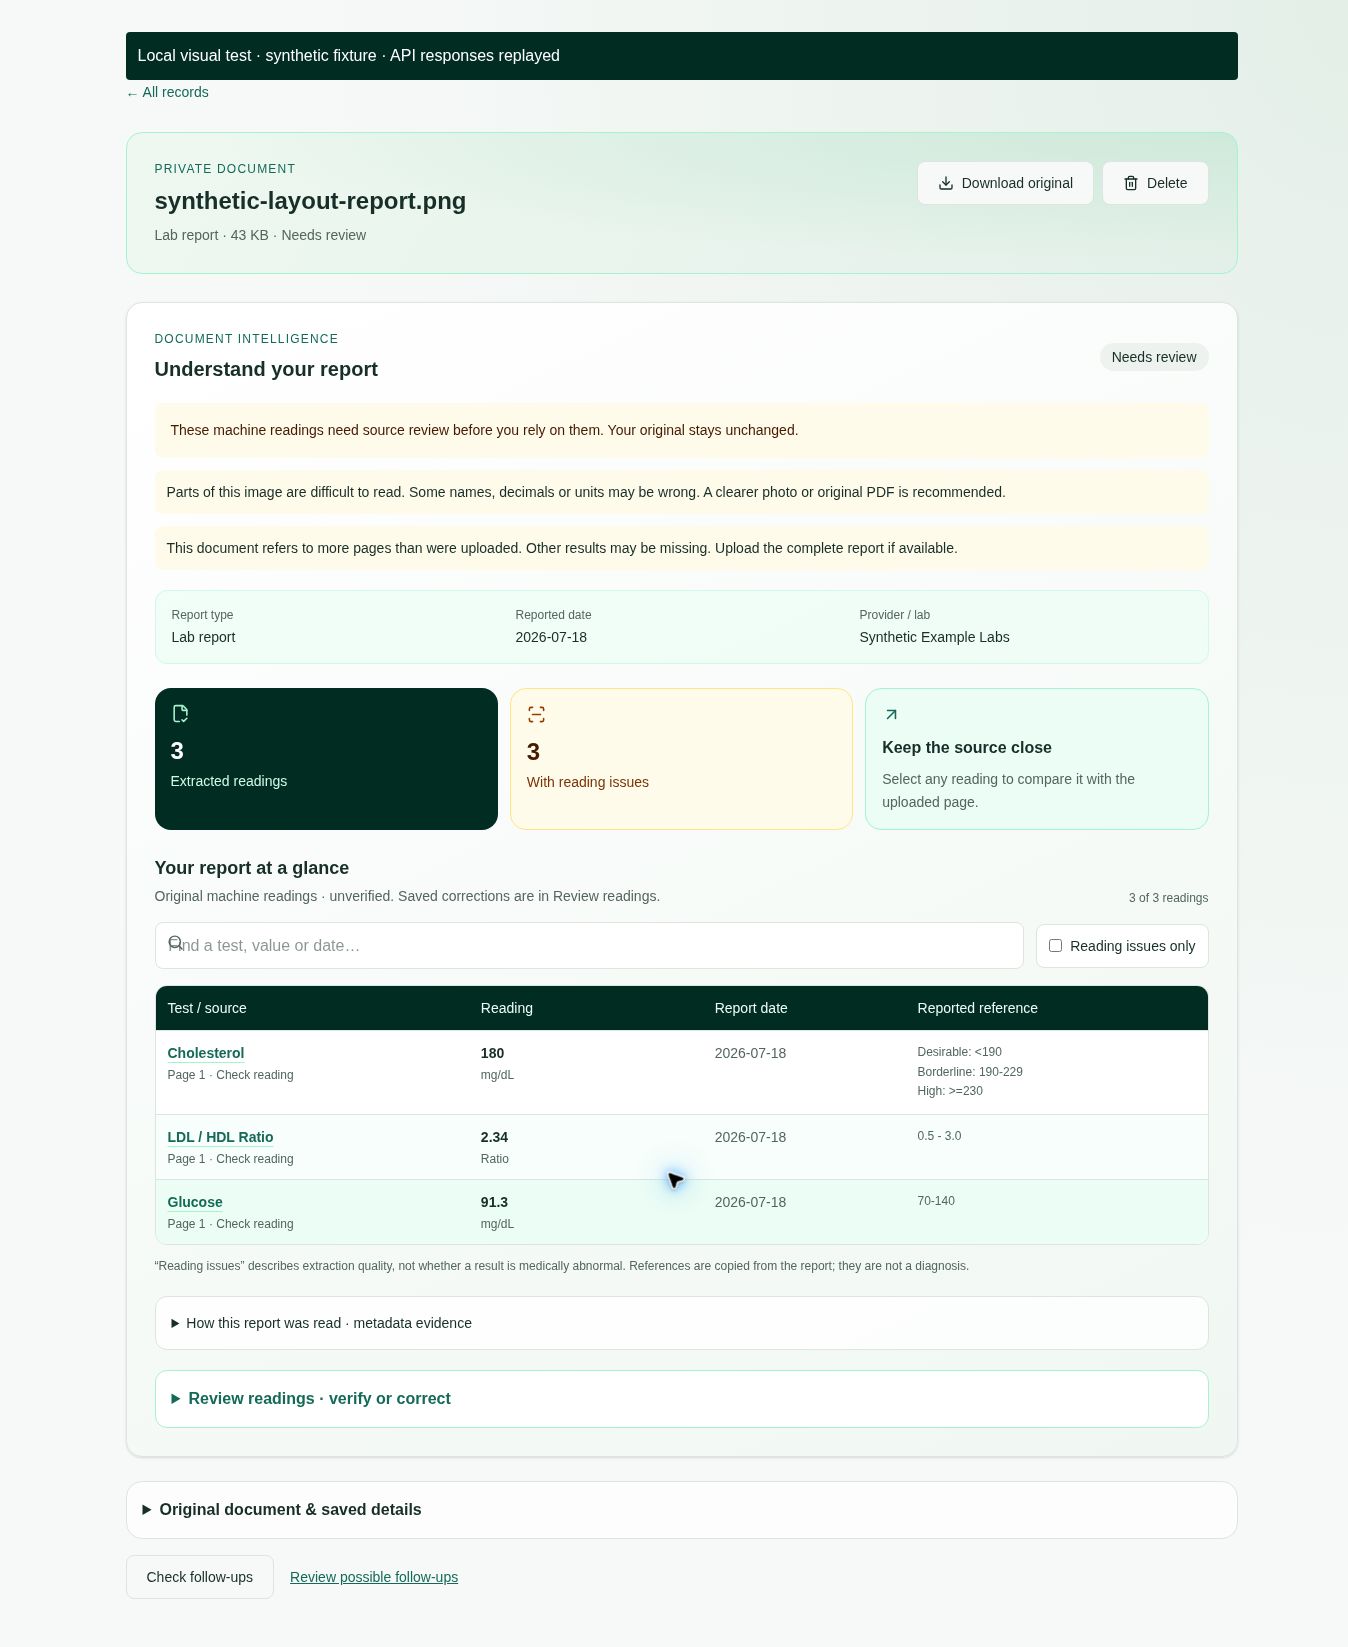 Local visual test · synthetic fixture · API responses replayed
← All records
PRIVATE DOCUMENT
synthetic-layout-report.png
Lab report · 43 KB · Needs review
Download original
Delete
DOCUMENT INTELLIGENCE
Understand your report
Needs review
These machine readings need source review before you rely on them. Your original stays unchanged.
Parts of this image are difficult to read. Some names, decimals or units may be wrong. A clearer photo or original PDF is recommended.
This document refers to more pages than were uploaded. Other results may be missing. Upload the complete report if available.
Report type
Lab report
Reported date
2026-07-18
Provider / lab
Synthetic Example Labs
3
Extracted readings
3
With reading issues
Keep the source close
Select any reading to compare it with the
uploaded page.
Your report at a glance
Original machine readings · unverified. Saved corrections are in Review readings.
3 of 3 readings
Find a test, value or date…
Reading issues only
Test / source Reading Report date Reported reference
Cholesterol 180 2026-07-18 Desirable: <190
Page 1 · Check reading mg/dL Borderline: 190-229
High: >=230
LDL / HDL Ratio 2.34 2026-07-18 0.5 - 3.0
Page 1 · Check reading Ratio
Glucose 91.3 2026-07-18 70-140
Page 1 · Check reading mg/dL
“Reading issues” describes extraction quality, not whether a result is medically abnormal. References are copied from the report; they are not a diagnosis.
How this report was read · metadata evidence
Review readings · verify or correct
Original document & saved details
Check follow-ups
Review possible follow-ups